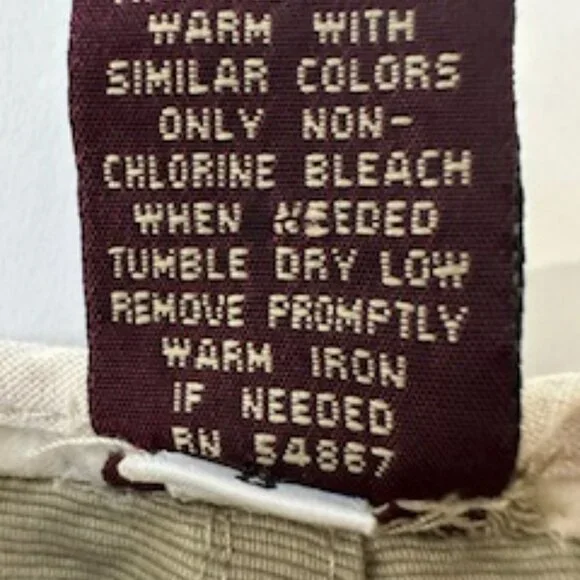 WARM WITH
SIMILAR COLORS
ONLY NON-
CHLORINE BLEACH
WHEN NEEDED
TUMBLE DRY LOW
REMOVE PROMPTLY
WARM IRON
IF NEEDED
RN 54867